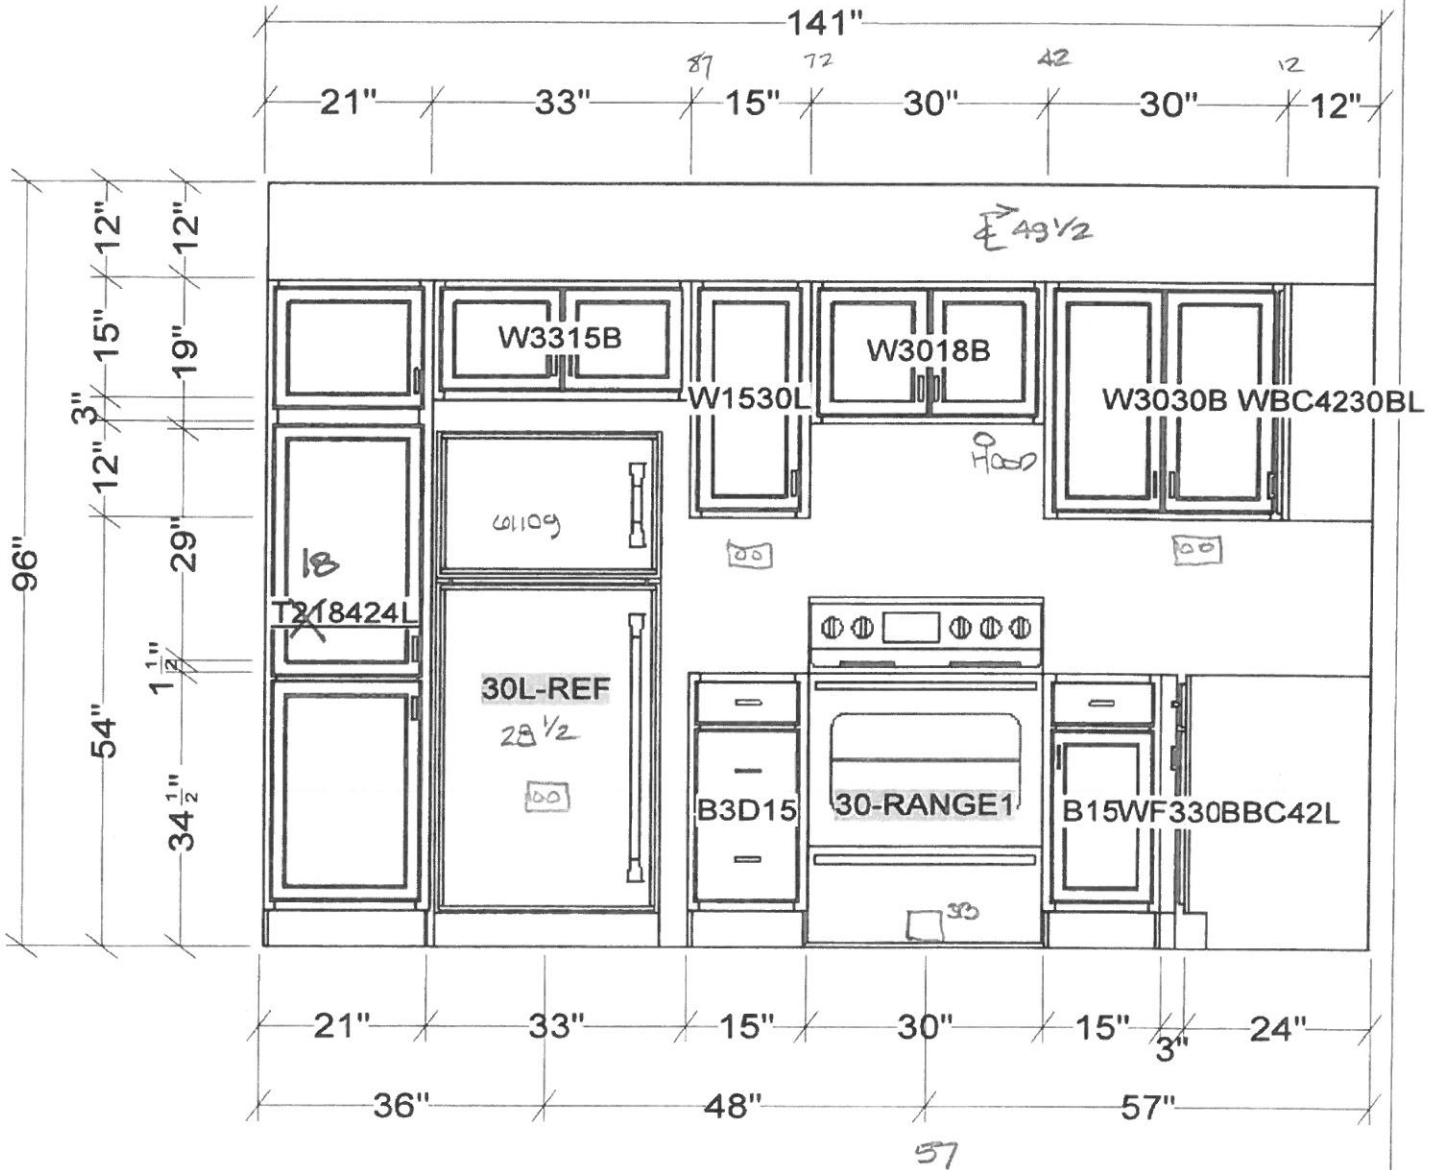 141"
87 72 42 12
21" 33" 15" 30" 30" 12"
12" 12"
49 1/2
15" 19"
W3315B
W3018B
W1530L
W3030B WBC4230BL
3"
12"
Hood
29"
96"
18
T218424L
1 1/2"
30L-REF
28 1/2
54"
34 1/2"
B3D15
30-RANGE1
B15WF330BBC42L
33
21" 33" 15" 30" 15" 3" 24"
36" 48" 57"
57